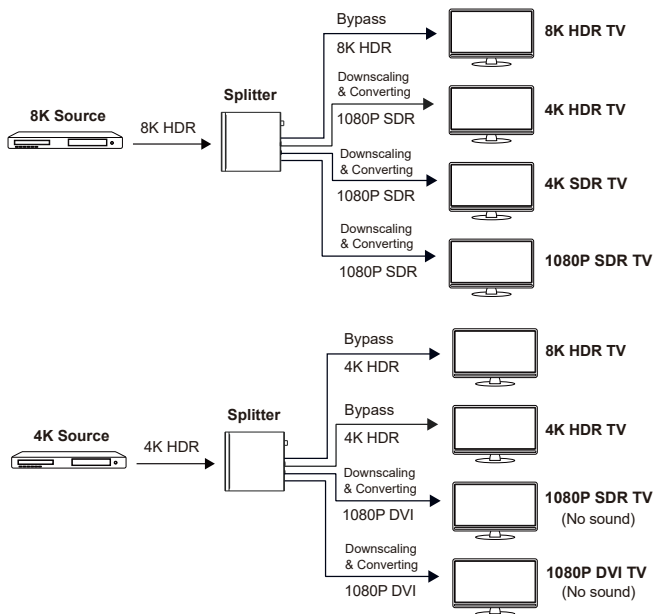 Bypass
8K HDR
8K HDR TV
Downscaling
& Converting
1080P SDR
4K HDR TV
Splitter
8K Source
8K HDR
Downscaling
& Converting
1080P SDR
4K SDR TV
Downscaling
& Converting
1080P SDR
1080P SDR TV
Bypass
4K HDR
8K HDR TV
Bypass
4K HDR
4K HDR TV
Splitter
4K Source
4K HDR
Downscaling
& Converting
1080P DVI
1080P SDR TV
(No sound)
Downscaling
& Converting
1080P DVI
1080P DVI TV
(No sound)